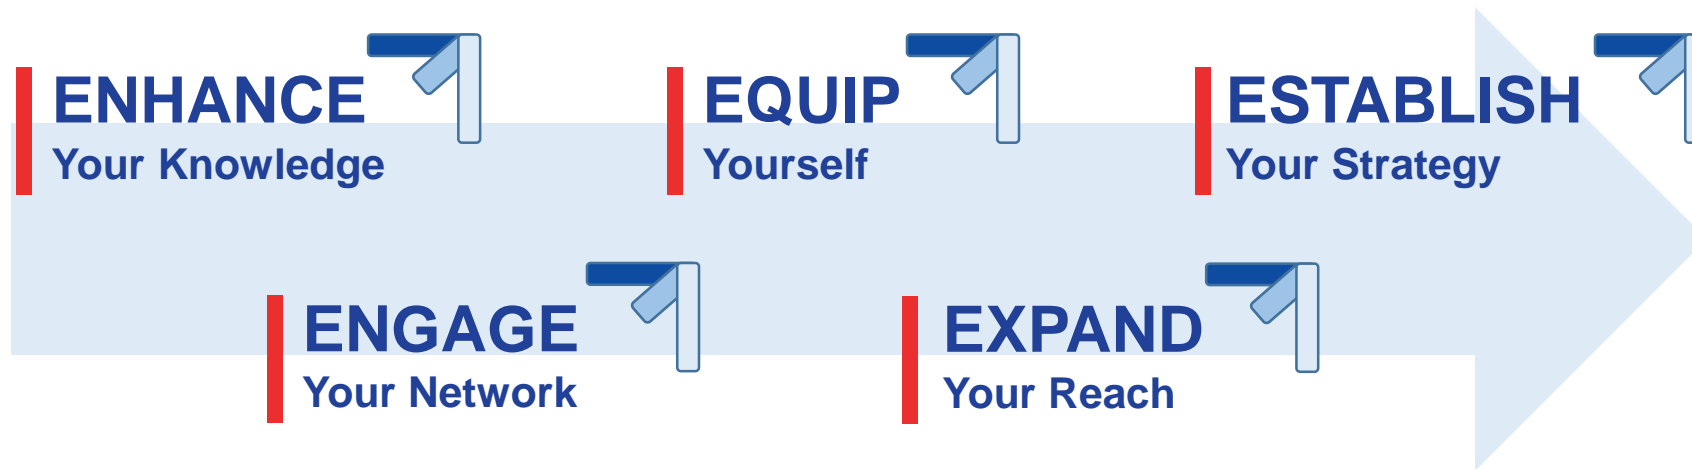 ENHANCE
Your Knowledge
ENGAGE
Your Network
EQUIP
Yourself
EXPAND
Your Reach
ESTABLISH
Your Strategy